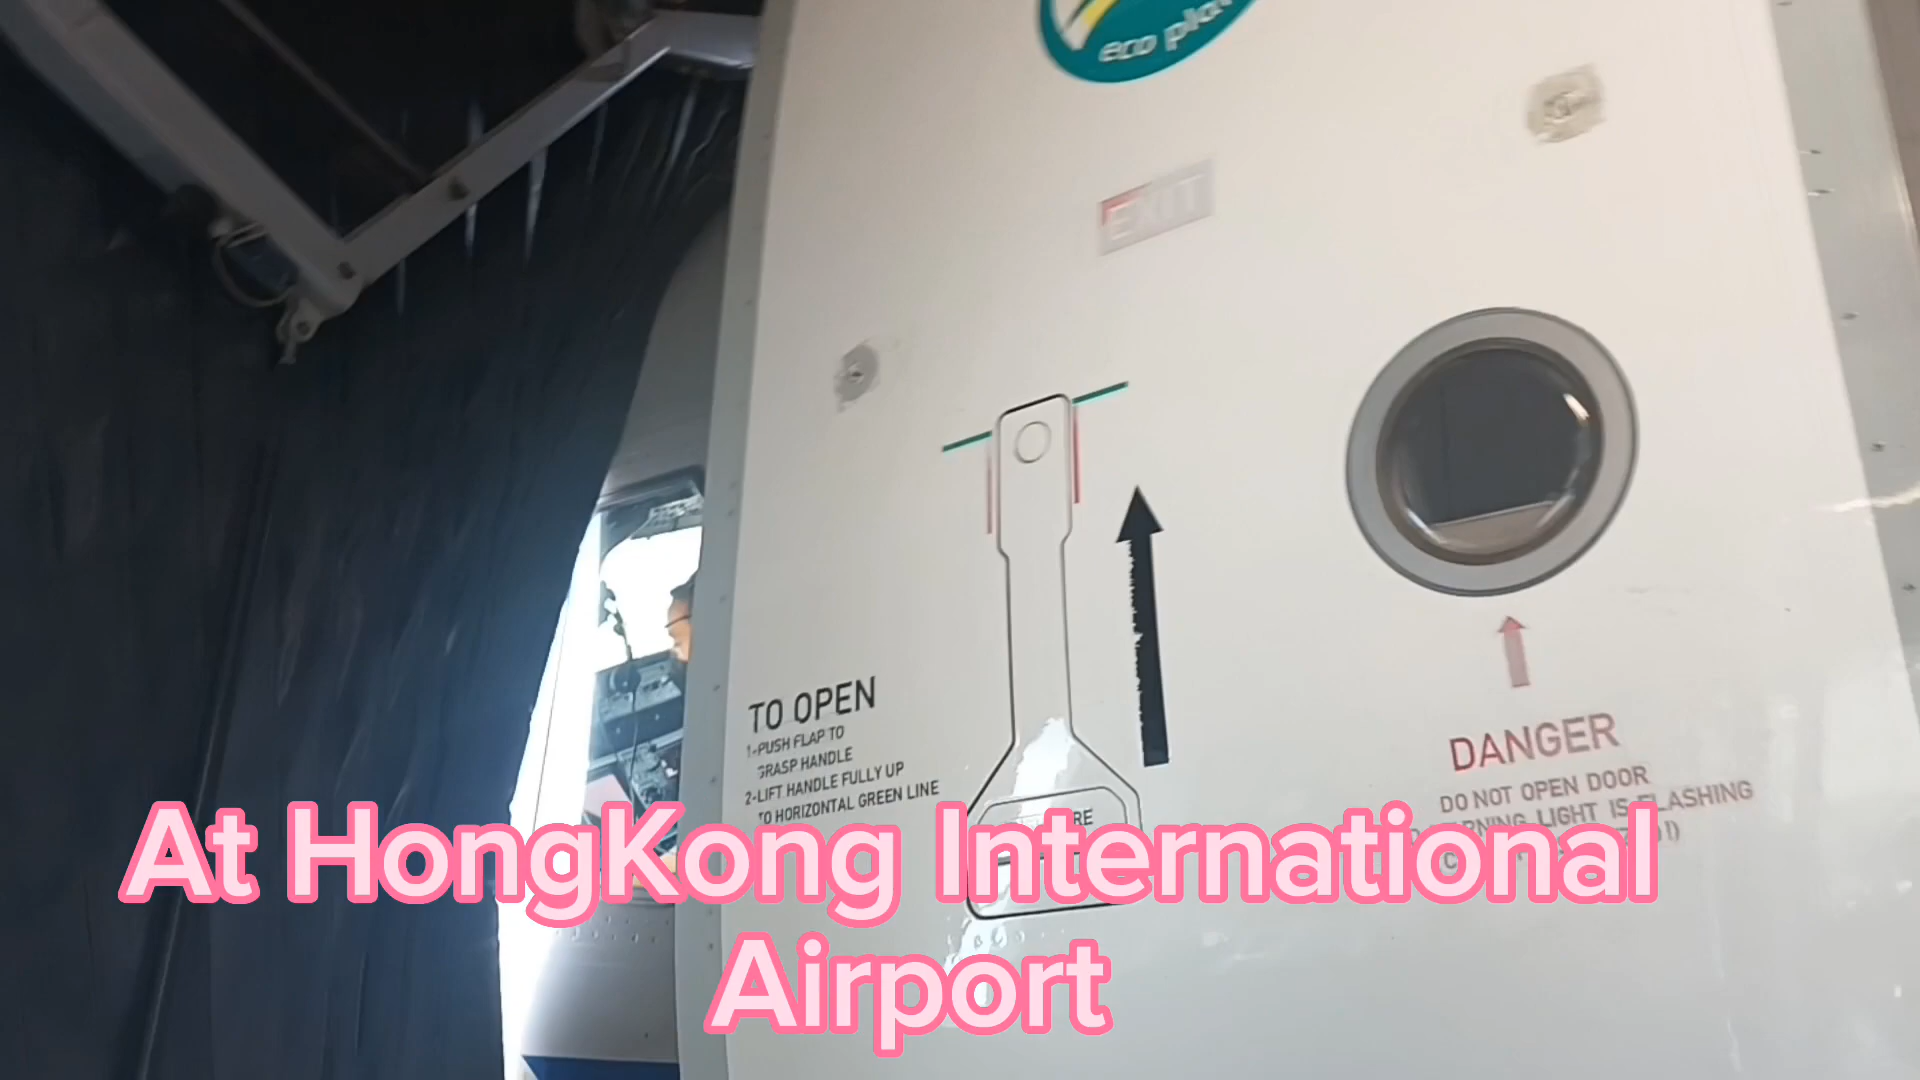 eco
EXIT
TO OPEN
1-PUSH FLAP TO
GRASP HANDLE
2-LIFT HANDLE FULLY UP
TO HORIZONTAL GREEN LINE
DANGER
DO NOT OPEN DOOR
LIGHT IS FLASHING
At HongKong International
Airport